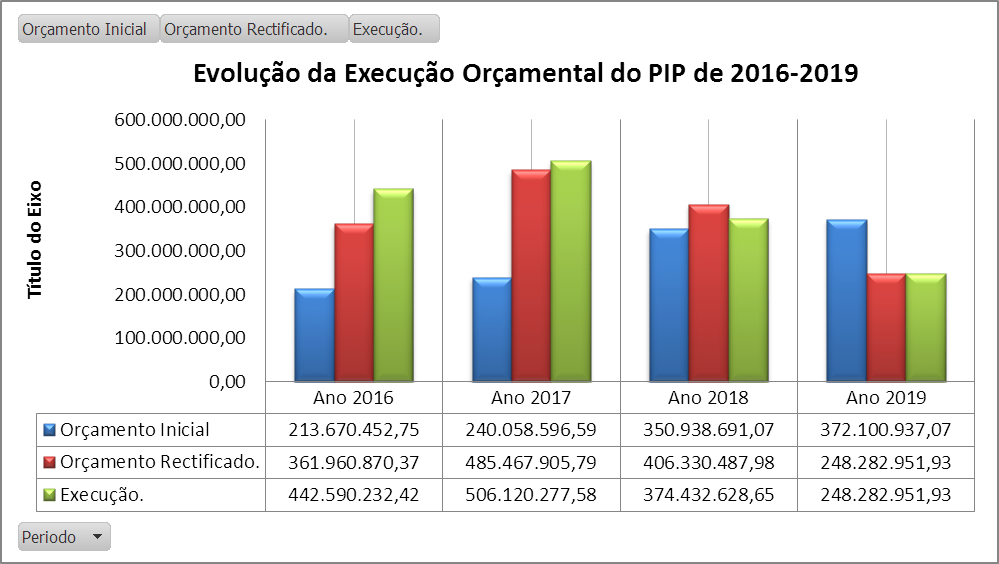 Orçamento Inicial Orçamento Rectificado. Execução.
Evolução da Execução Orçamental do PIP de 2016-2019
Título do Eixo
600.000.000,00
500.000.000,00
400.000.000,00
300.000.000,00
200.000.000,00
100.000.000,00
0,00
Ano 2016 Ano 2017 Ano 2018 Ano 2019
Orçamento Inicial 213.670.452,75 240.058.596,59 350.938.691,07 372.100.937,07
Orçamento Rectificado. 361.960.870,37 485.467.905,79 406.330.487,98 248.282.951,93
Execução. 442.590.232,42 506.120.277,58 374.432.628,65 248.282.951,93
Periodo